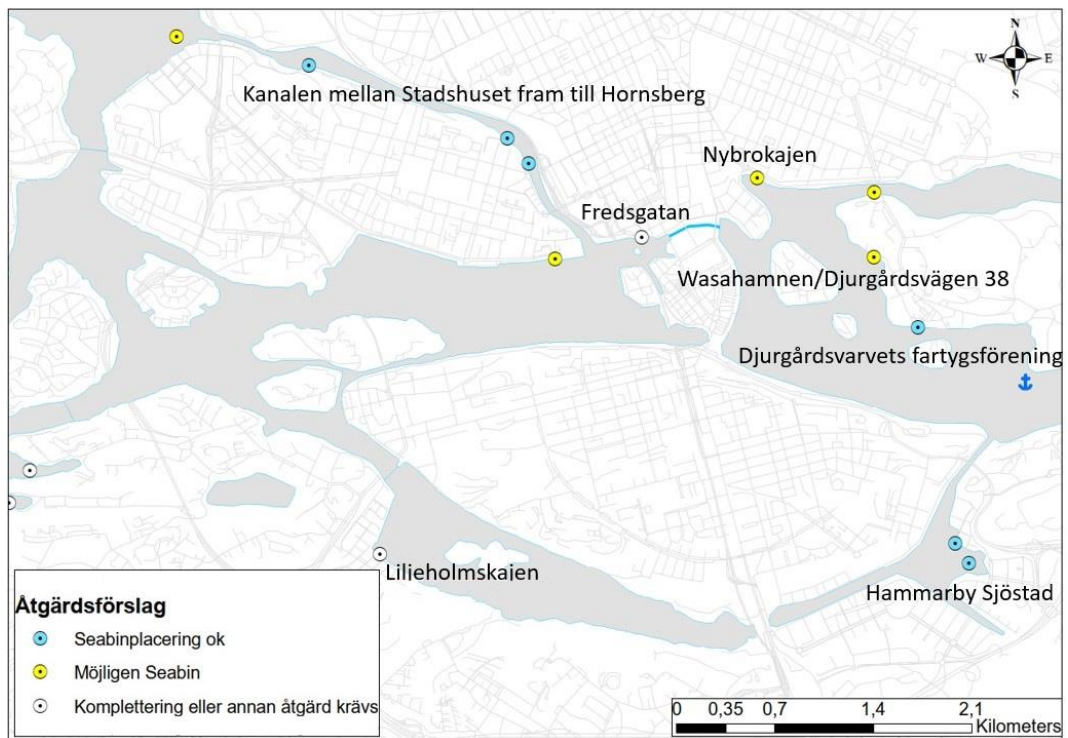 N
W E
S
Kanalen mellan Stadshuset fram till Hornsberg
Nybrokajen
Fredsgatan
Wasahamnen/Djurgårdsvägen 38
Djurgårdsvarvets fartygsförening
Liljeholmskajen
Hammarby Sjöstad
Åtgärdsförslag
Seabinplacering ok
Möjligen Seabin
Komplettering eller annan åtgärd krävs
0 0,35 0,7 1,4 2,1
Kilometers